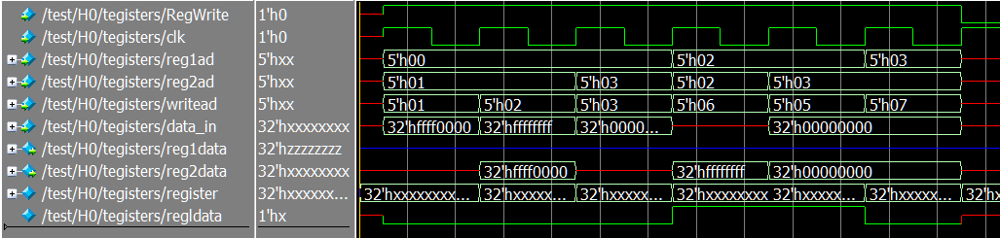 /test/H0/tegisters/RegWrite 1'h0
/test/H0/tegisters/clk 1'h0
/test/H0/tegisters/reg1ad 5'hxx 5'h00 5'h02 5'h03
/test/H0/tegisters/reg2ad 5'hxx 5'h01 5'h03 5'h02 5'h03
/test/H0/tegisters/writead 5'hxx 5'h01 5'h02 5'h03 5'h06 5'h05 5'h07
/test/H0/tegisters/data_in 32'hxxxxxxxx 32'hffff0000 32'hffffffff 32'h0000... 32'h00000000
/test/H0/tegisters/reg1data 32'hzzzzzzzz
/test/H0/tegisters/reg2data 32'hxxxxxxxx 32'hffff0000 32'hffffffff 32'h00000000
/test/H0/tegisters/register 32'hxxxxxx... 32'hxxxxxxxx... 32'hxxxxx... 32'hxxxxx... 32'hxxxxxxxx 32'hxxxxx... 32'hxxxxx... 32'hxx...
/test/H0/tegisters/regldata 1'hx